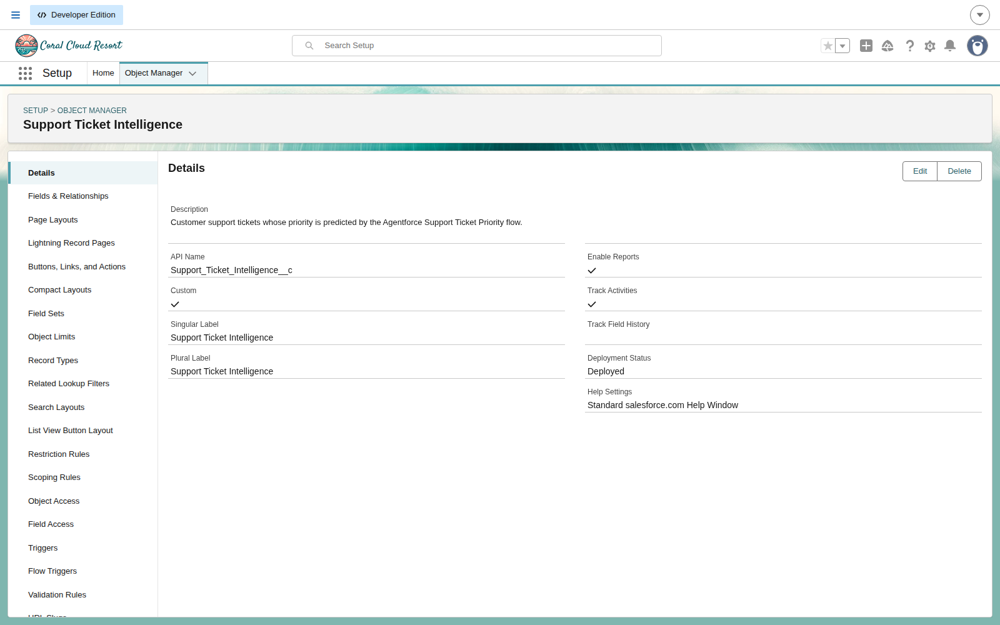 Developer Edition
Coral Cloud Resort
Search Setup
Setup
Home
Object Manager
SETUP > OBJECT MANAGER
Support Ticket Intelligence
Details
Fields & Relationships
Page Layouts
Lightning Record Pages
Buttons, Links, and Actions
Compact Layouts
Field Sets
Object Limits
Record Types
Related Lookup Filters
Search Layouts
List View Button Layout
Restriction Rules
Scoping Rules
Object Access
Field Access
Triggers
Flow Triggers
Validation Rules
URL Slugs
Details
Edit
Delete
Description
Customer support tickets whose priority is predicted by the Agentforce Support Ticket Priority flow.
API Name
Support_Ticket_Intelligence__c
Custom
Singular Label
Support Ticket Intelligence
Plural Label
Support Ticket Intelligence
Enable Reports
Track Activities
Track Field History
Deployment Status
Deployed
Help Settings
Standard salesforce.com Help Window